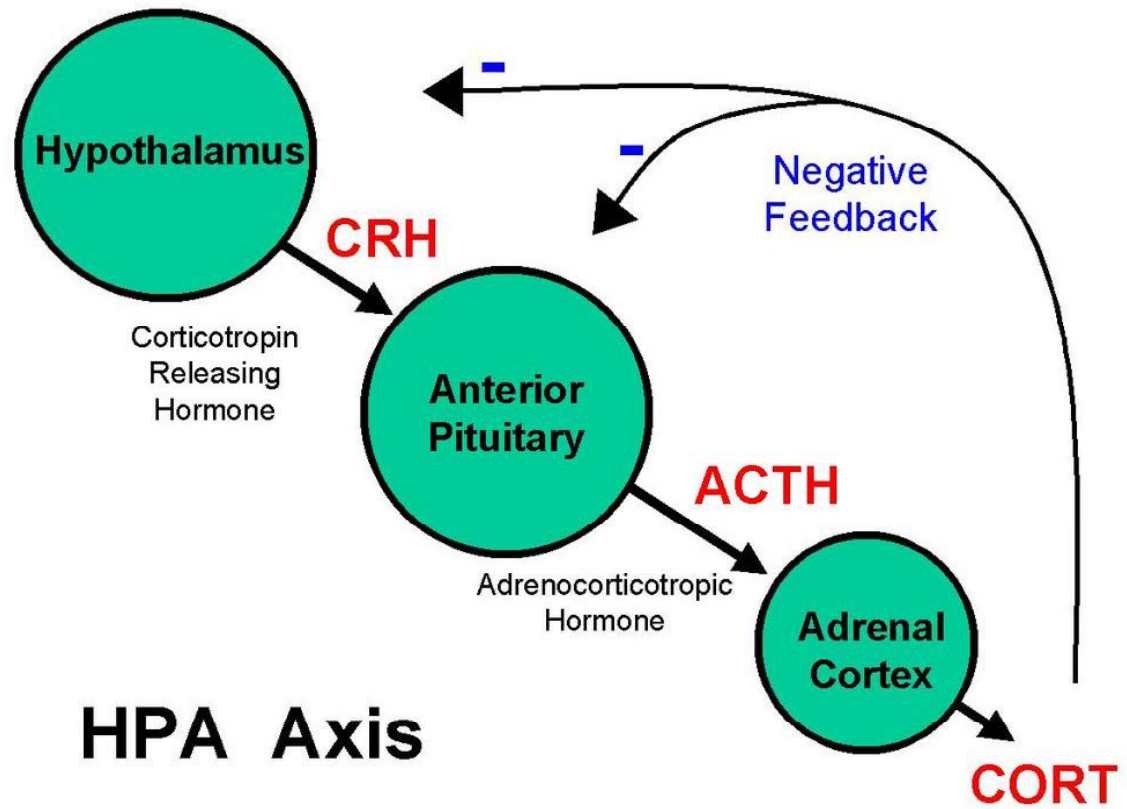 -
-
Hypothalamus
Negative
Feedback
CRH
Corticotropin
Releasing
Hormone
Anterior
Pituitary
ACTH
Adrenocorticotropic
Hormone
Adrenal
Cortex
HPA Axis
CORT